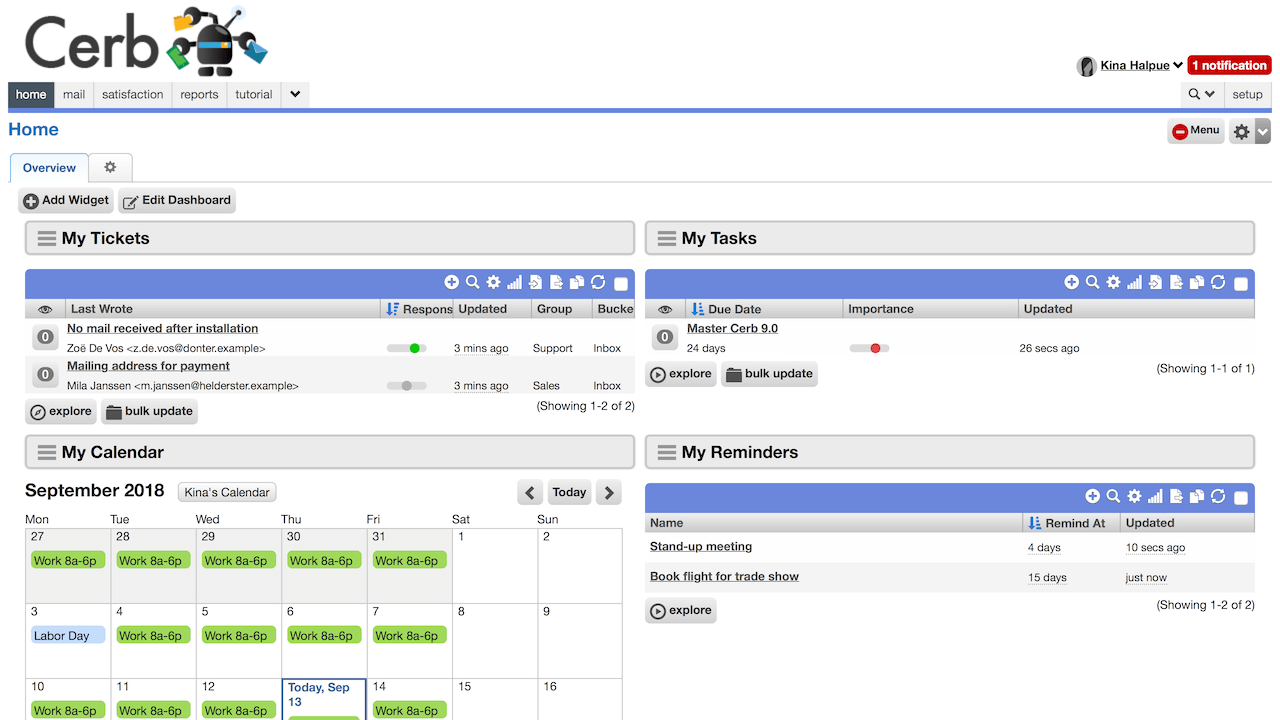 Cerb
Kina Halpue 1 notification
home mail satisfaction reports tutorial setup
Home
Menu
Overview
Add Widget Edit Dashboard
My Tickets
Last Wrote Respons Updated Group Bucke
0 No mail received after installation
Zoë De Vos <z.de.vos@donter.example> 3 mins ago Support Inbox
0 Mailing address for payment
Mila Janssen <m.janssen@helderster.example> 3 mins ago Sales Inbox
explore bulk update (Showing 1-2 of 2)
My Tasks
Due Date Importance Updated
0 Master Cerb 9.0
24 days 26 secs ago
explore bulk update (Showing 1-1 of 1)
My Calendar
September 2018 Kina's Calendar Today
Mon Tue Wed Thu Fri Sat Sun
27 28 29 30 31 1 2
Work 8a-6p Work 8a-6p Work 8a-6p Work 8a-6p Work 8a-6p
3 4 5 6 7 8 9
Labor Day Work 8a-6p Work 8a-6p Work 8a-6p Work 8a-6p
10 11 12 Today, Sep 13 14 15 16
Work 8a-6p Work 8a-6p Work 8a-6p Work 8a-6p
My Reminders
Name Remind At Updated
Stand-up meeting 4 days 10 secs ago
Book flight for trade show 15 days just now
explore (Showing 1-2 of 2)